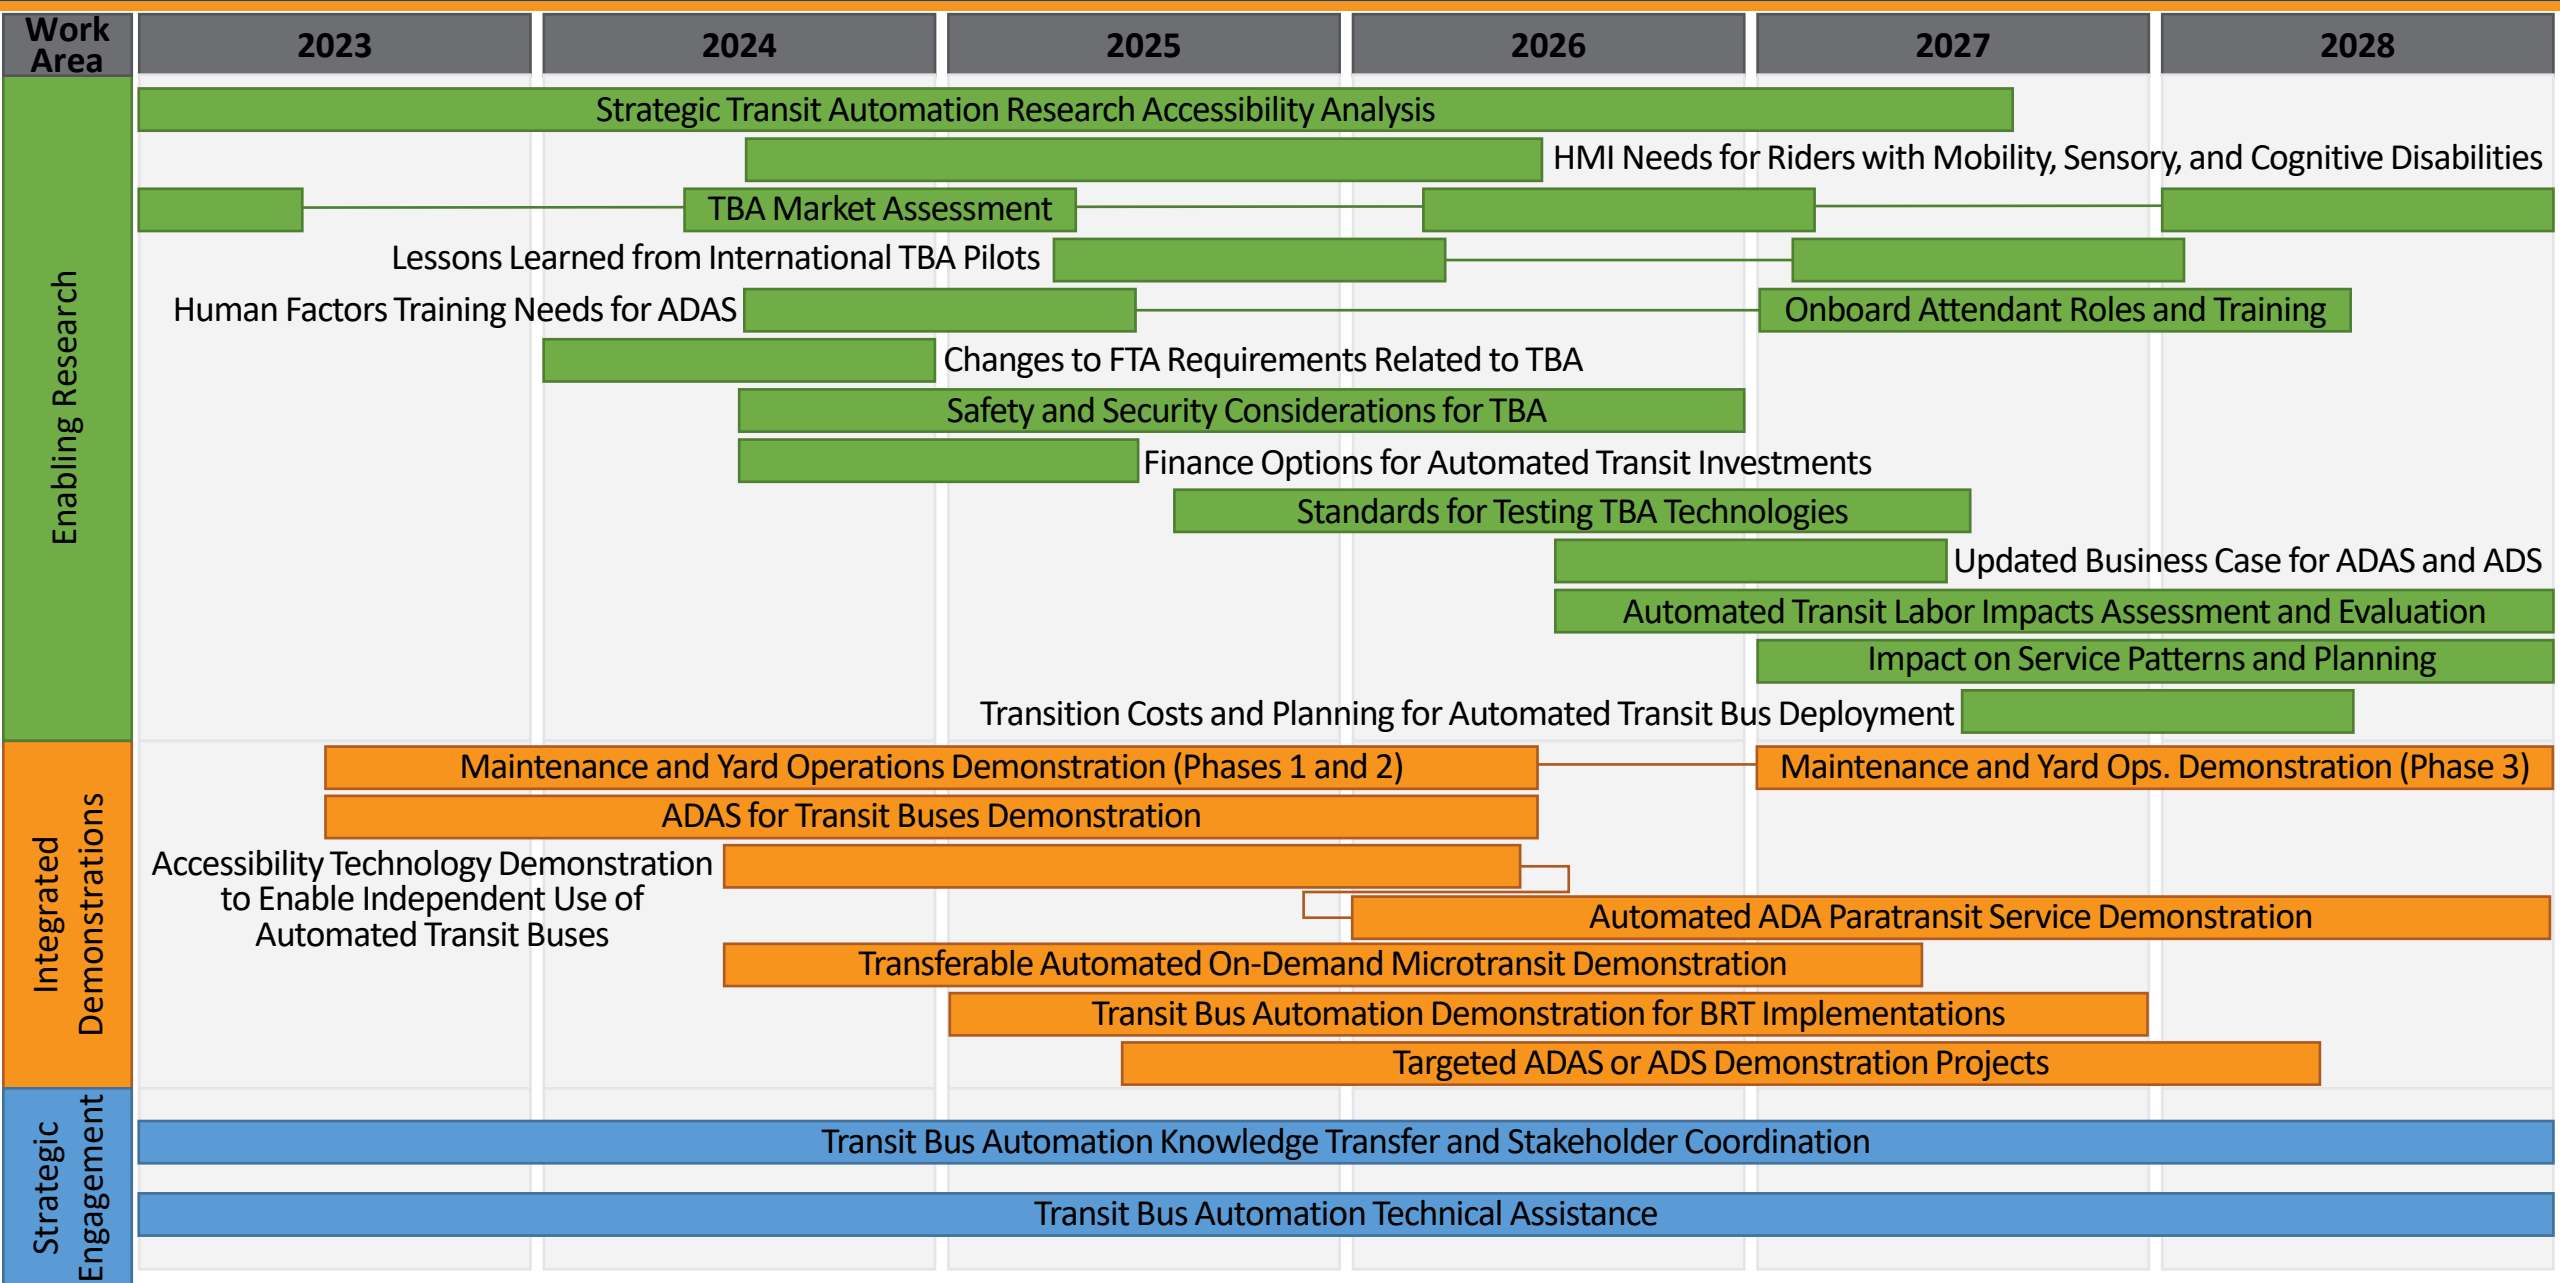 Work
Area
2023
2024
2025
2026
2027
2028
Enabling Research
Strategic Transit Automation Research Accessibility Analysis
HMI Needs for Riders with Mobility, Sensory, and Cognitive Disabilities
TBA Market Assessment
Lessons Learned from International TBA Pilots
Human Factors Training Needs for ADAS
Onboard Attendant Roles and Training
Changes to FTA Requirements Related to TBA
Safety and Security Considerations for TBA
Finance Options for Automated Transit Investments
Standards for Testing TBA Technologies
Updated Business Case for ADAS and ADS
Automated Transit Labor Impacts Assessment and Evaluation
Impact on Service Patterns and Planning
Transition Costs and Planning for Automated Transit Bus Deployment
Integrated
Demonstrations
Maintenance and Yard Operations Demonstration (Phases 1 and 2)
Maintenance and Yard Ops. Demonstration (Phase 3)
ADAS for Transit Buses Demonstration
Accessibility Technology Demonstration
to Enable Independent Use of
Automated Transit Buses
Automated ADA Paratransit Service Demonstration
Transferable Automated On-Demand Microtransit Demonstration
Transit Bus Automation Demonstration for BRT Implementations
Targeted ADAS or ADS Demonstration Projects
Strategic
Engagement
Transit Bus Automation Knowledge Transfer and Stakeholder Coordination
Transit Bus Automation Technical Assistance